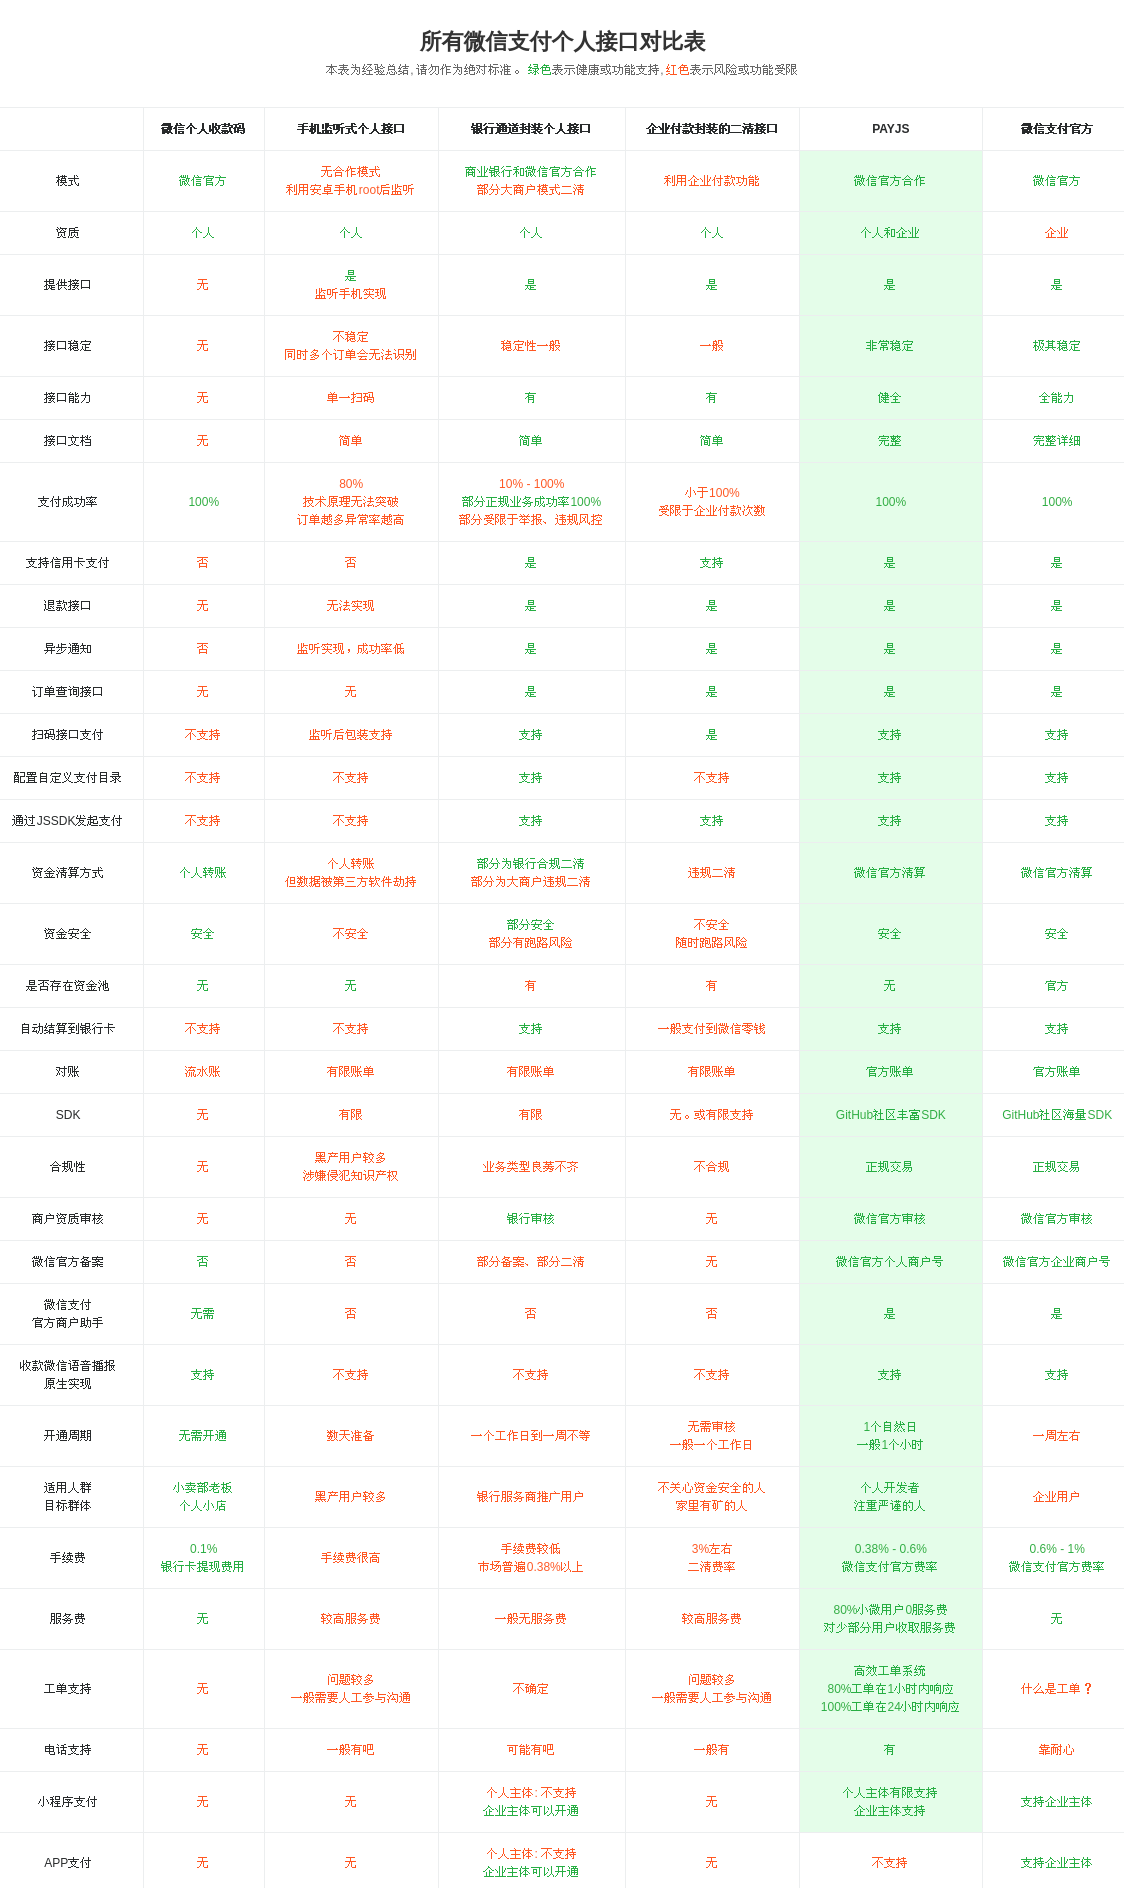 所有微信支付个人接口对比表
本表为经验总结, 请勿作为绝对标准 。 绿色表示健康或功能支持, 红色表示风险或功能受限
微信个人收款码 手机监听式个人接口 银行通道封装个人接口 企业付款封装的二清接口 PAYJS 微信支付官方
模式 微信官方 无合作模式 利用安卓手机root后监听 商业银行和微信官方合作 部分大商户模式二清 利用企业付款功能 微信官方合作 微信官方
资质 个人 个人 个人 个人 个人和企业 企业
提供接口 无 是 监听手机实现 是 是 是 是
接口稳定 无 不稳定 同时多个订单会无法识别 稳定性一般 一般 非常稳定 极其稳定
接口能力 无 单一扫码 有 有 健全 全能力
接口文档 无 简单 简单 简单 完整 完整详细
支付成功率 100% 80% 技术原理无法突破 订单越多异常率越高 10% - 100% 部分正规业务成功率100% 部分受限于举报、违规风控 小于100% 受限于企业付款次数 100% 100%
支持信用卡支付 否 否 是 支持 是 是
退款接口 无 无法实现 是 是 是 是
异步通知 否 监听实现，成功率低 是 是 是 是
订单查询接口 无 无 是 是 是 是
扫码接口支付 不支持 监听后包装支持 支持 是 支持 支持
配置自定义支付目录 不支持 不支持 支持 不支持 支持 支持
通过JSSDK发起支付 不支持 不支持 支持 支持 支持 支持
资金清算方式 个人转账 个人转账 但数据被第三方软件劫持 部分为银行合规二清 部分为大商户违规二清 违规二清 微信官方清算 微信官方清算
资金安全 安全 不安全 部分安全 部分有跑路风险 不安全 随时跑路风险 安全 安全
是否存在资金池 无 无 有 有 无 官方
自动结算到银行卡 不支持 不支持 支持 一般支付到微信零钱 支持 支持
对账 流水账 有限账单 有限账单 有限账单 官方账单 官方账单
SDK 无 有限 有限 无 。或有限支持 GitHub社区丰富SDK GitHub社区海量SDK
合规性 无 黑产用户较多 涉嫌侵犯知识产权 业务类型良莠不齐 不合规 正规交易 正规交易
商户资质审核 无 无 银行审核 无 微信官方审核 微信官方审核
微信官方备案 否 否 部分备案、部分二清 无 微信官方个人商户号 微信官方企业商户号
微信支付 官方商户助手 无需 否 否 否 是 是
收款微信语音播报 原生实现 支持 不支持 不支持 不支持 支持 支持
开通周期 无需开通 数天准备 一个工作日到一周不等 无需审核 一般一个工作日 1个自然日 一般1个小时 一周左右
适用人群 目标群体 小卖部老板 个人小店 黑产用户较多 银行服务商推广用户 不关心资金安全的人 家里有矿的人 个人开发者 注重严谨的人 企业用户
手续费 0.1% 银行卡提现费用 手续费很高 手续费较低 市场普遍0.38%以上 3%左右 二清费率 0.38% - 0.6% 微信支付官方费率 0.6% - 1% 微信支付官方费率
服务费 无 较高服务费 一般无服务费 较高服务费 80%小微用户0服务费 对少部分用户收取服务费 无
工单支持 无 问题较多 一般需要人工参与沟通 不确定 问题较多 一般需要人工参与沟通 高效工单系统 80%工单在1小时内响应 100%工单在24小时内响应 什么是工单？
电话支持 无 一般有吧 可能有吧 一般有 有 靠耐心
小程序支付 无 无 个人主体: 不支持 企业主体可以开通 无 个人主体有限支持 企业主体支持 支持企业主体
APP支付 无 无 个人主体: 不支持 企业主体可以开通 无 不支持 支持企业主体